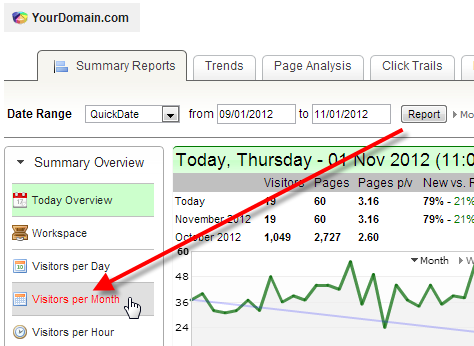 YourDomain.com
Summary Reports Trends Page Analysis Click Trails
Date Range QuickDate from 09/01/2012 to 11/01/2012 Report
Summary Overview
Today Overview
Workspace
Visitors per Day
Visitors per Month
Visitors per Hour
Today, Thursday - 01 Nov 2012 (11:0
Visitors Pages Pages p/v New vs.
Today 19 60 3.16 79% - 21%
November 2012 19 60 3.16 79% - 21%
October 2012 1,049 2,727 2.60
Month
60
48
36
24